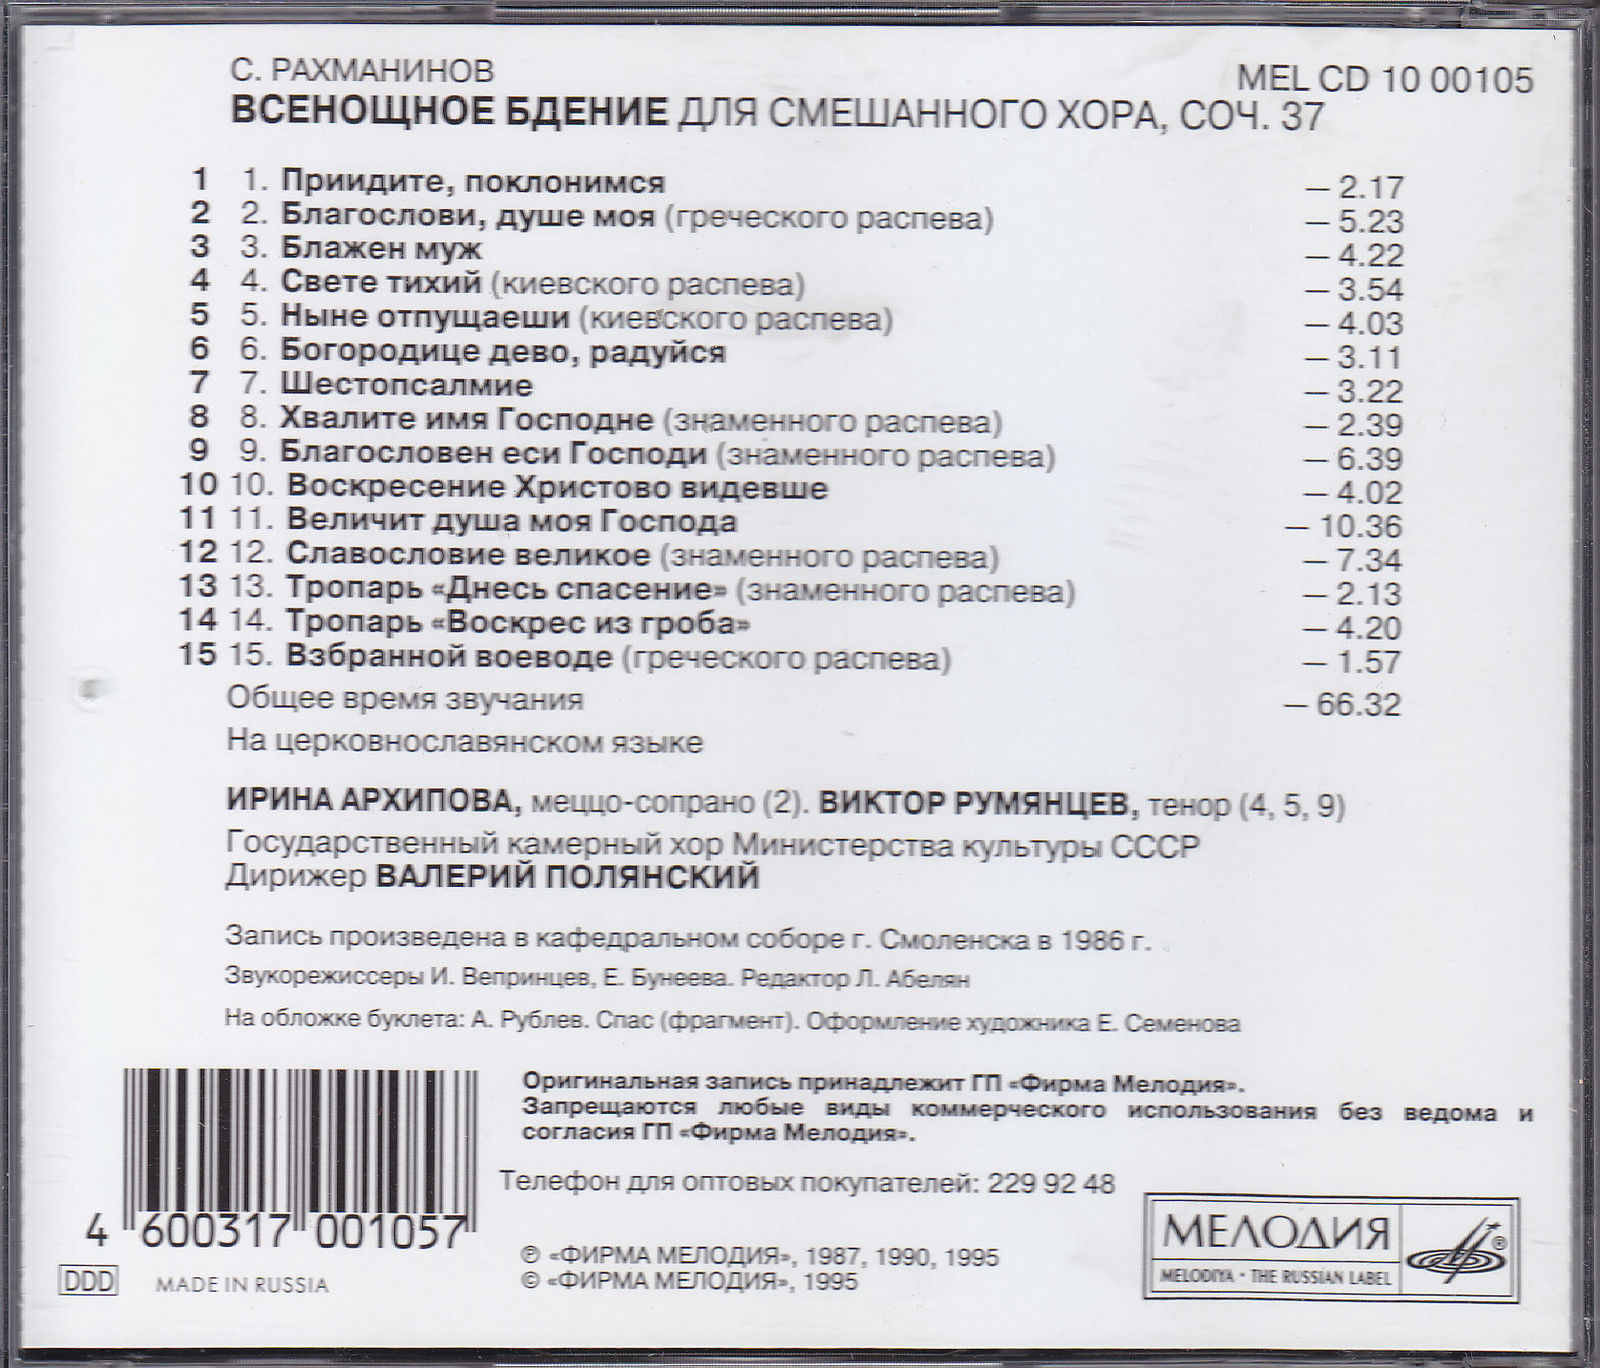 С. РАХМАНИНОВ
MEL CD 10 00105
ВСЕНОЩНОЕ БДЕНИЕ ДЛЯ СМЕШАННОГО ХОРА, СОЧ. 37
1 1. Приидите, поклонимся – 2.17
2 2. Благослови, душе моя (греческого распева) – 5.23
3 3. Блажен муж – 4.22
4 4. Свете тихий (киевского распева) – 3.54
5 5. Ныне отпущаеши (киевского распева) – 4.03
6 6. Богородице дево, радуйся – 3.11
7 7. Шестопсалмие – 3.22
8 8. Хвалите имя Господне (знаменного распева) – 2.39
9 9. Благословен еси Господи (знаменного распева) – 6.39
10 10. Воскресение Христово видевше – 4.02
11 11. Величит душа моя Господа – 10.36
12 12. Славословие великое (знаменного распева) – 7.34
13 13. Тропарь «Днесь спасение» (знаменного распева) – 2.13
14 14. Тропарь «Воскрес из гроба» – 4.20
15 15. Взбранной воеводе (греческого распева) – 1.57
Общее время звучания – 66.32
На церковнославянском языке
ИРИНА АРХИПОВА, меццо-сопрано (2). ВИКТОР РУМЯНЦЕВ, тенор (4, 5, 9)
Государственный камерный хор Министерства культуры СССР
Дирижер ВАЛЕРИЙ ПОЛЯНСКИЙ
Запись произведена в кафедральном соборе г. Смоленска в 1986 г.
Звукорежиссеры И. Вепринцев, Е. Бунеева. Редактор Л. Абелян
На обложке буклета: А. Рублев. Спас (фрагмент). Оформление художника Е. Семенова
Оригинальная запись принадлежит ГП «Фирма Мелодия».
Запрещаются любые виды коммерческого использования без ведома и
согласия ГП «Фирма Мелодия».
Телефон для оптовых покупателей: 229 92 48
4 600317 001057
℗ «ФИРМА МЕЛОДИЯ», 1987, 1990, 1995
© «ФИРМА МЕЛОДИЯ», 1995
DDD MADE IN RUSSIA
МЕЛОДИЯ ®
MELODIYA · THE RUSSIAN LABEL